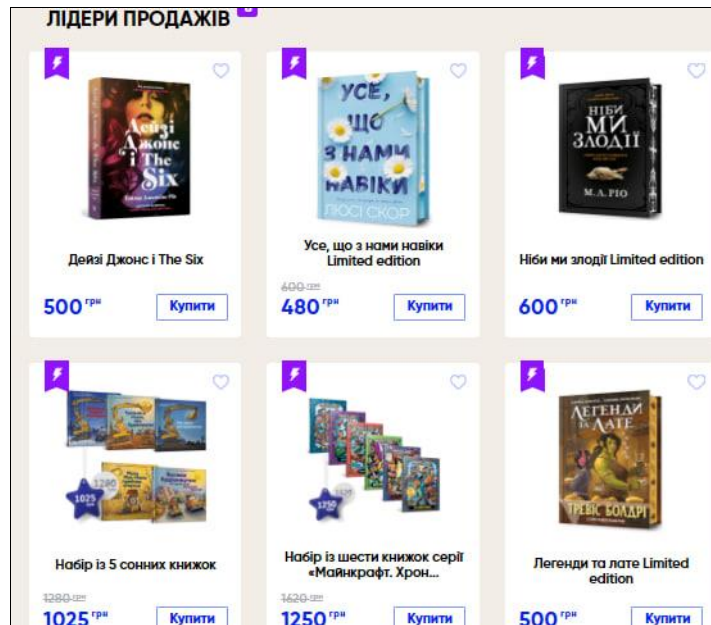 ЛІДЕРИ ПРОДАЖІВ
Дейзі
Джонс
і The
Six
УСЕ,
ЩО
З НАМИ
НАВІКИ
ЛЮСІ СКОР
НІБИ
МИ
ЗЛОДІЇ
М. Л. РІО
Дейзі Джонс і The Six
Усе, що з нами навіки
Limited edition
Ніби ми злодії Limited edition
600 грн
500 грн
Купити
480 грн
Купити
600 грн
Купити
1280
1025
1620
1250
ЛЕГЕНДИ
ТА ЛАТЕ
ТРЕВІС БОЛДРІ
Набір із 5 сонних книжок
Набір із шести книжок серії
«Майнкрафт. Хрон...
Легенди та лате Limited
edition
1280 грн
1620 грн
1025 грн
Купити
1250 грн
Купити
500 грн
Купити